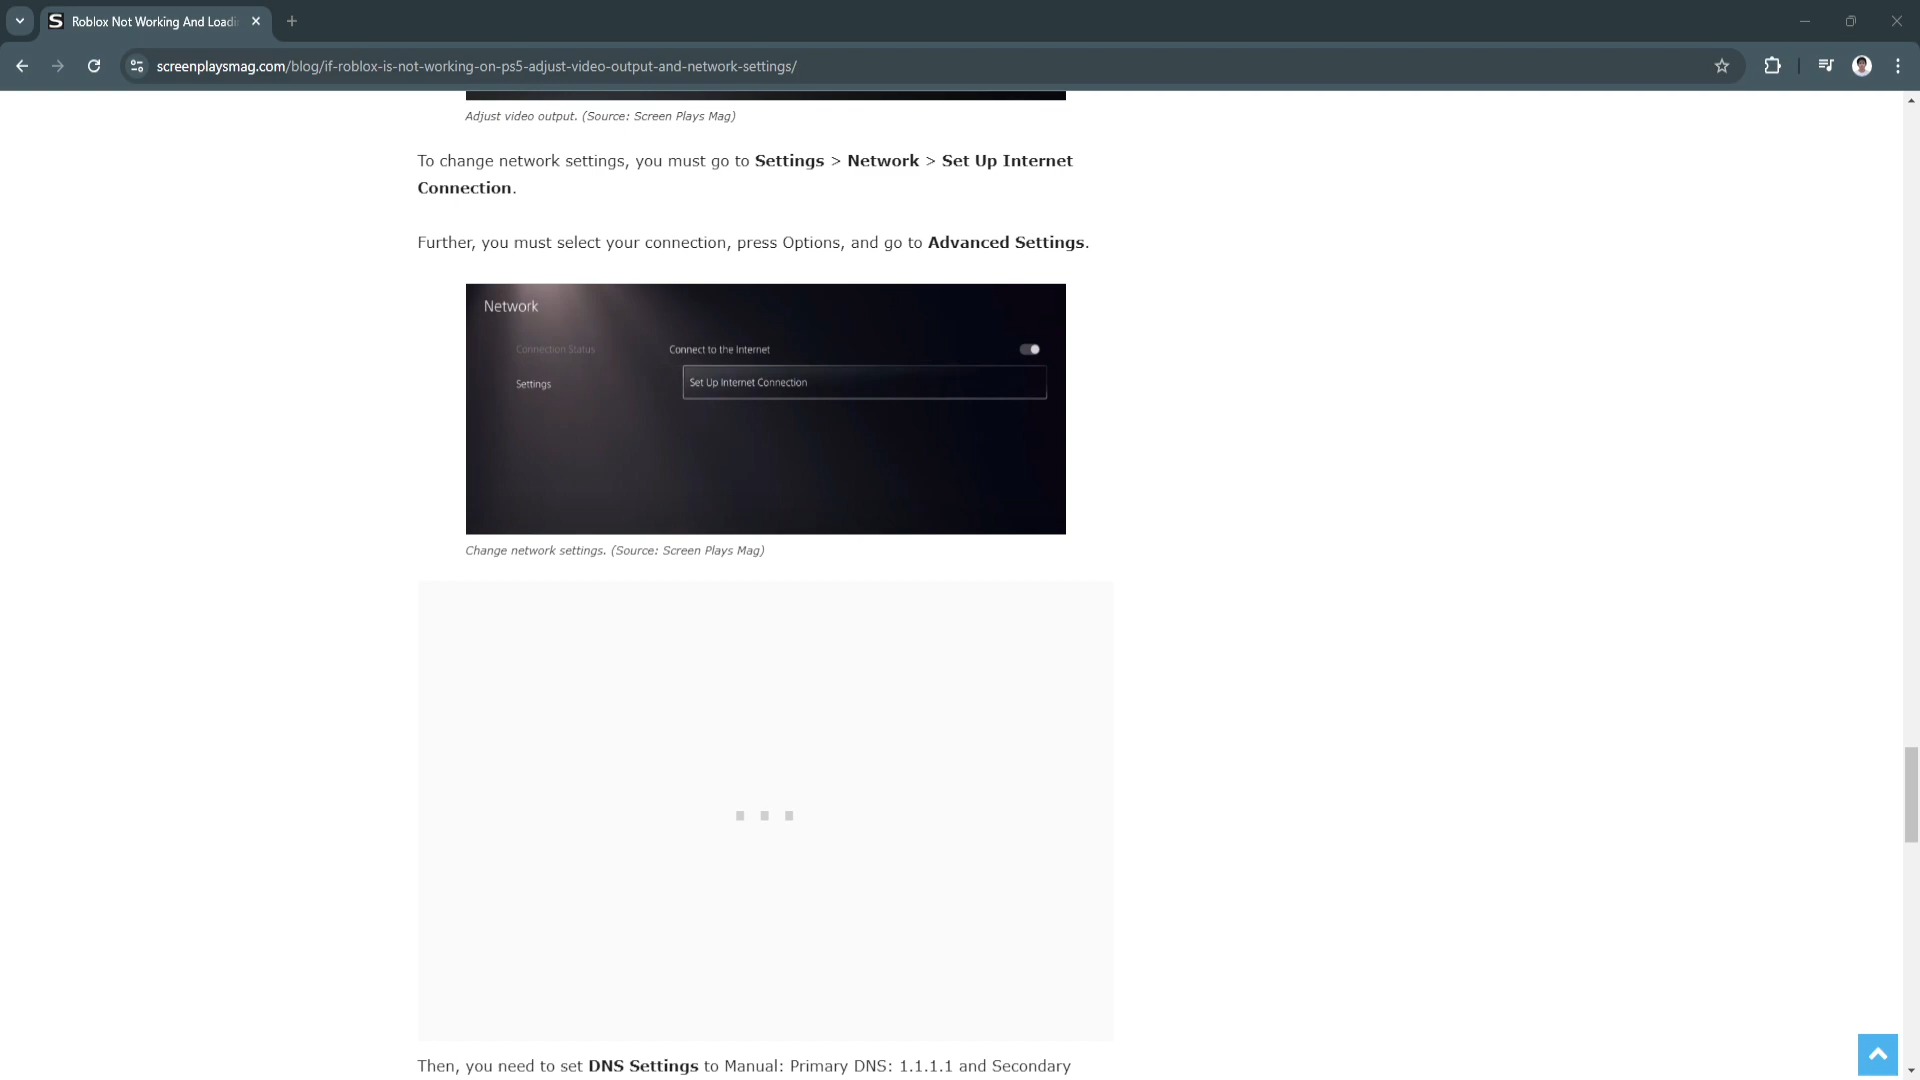 Roblox Not Working And Loadi
screenplaysmag.com/blog/if-roblox-is-not-working-on-ps5-adjust-video-output-and-network-settings/
Adjust video output. (Source: Screen Plays Mag)
To change network settings, you must go to Settings > Network > Set Up Internet
Connection.
Further, you must select your connection, press Options, and go to Advanced Settings.
Network
Connection Status
Connect to the Internet
Settings
Set Up Internet Connection
Change network settings. (Source: Screen Plays Mag)
Then, you need to set DNS Settings to Manual: Primary DNS: 1.1.1.1 and Secondary